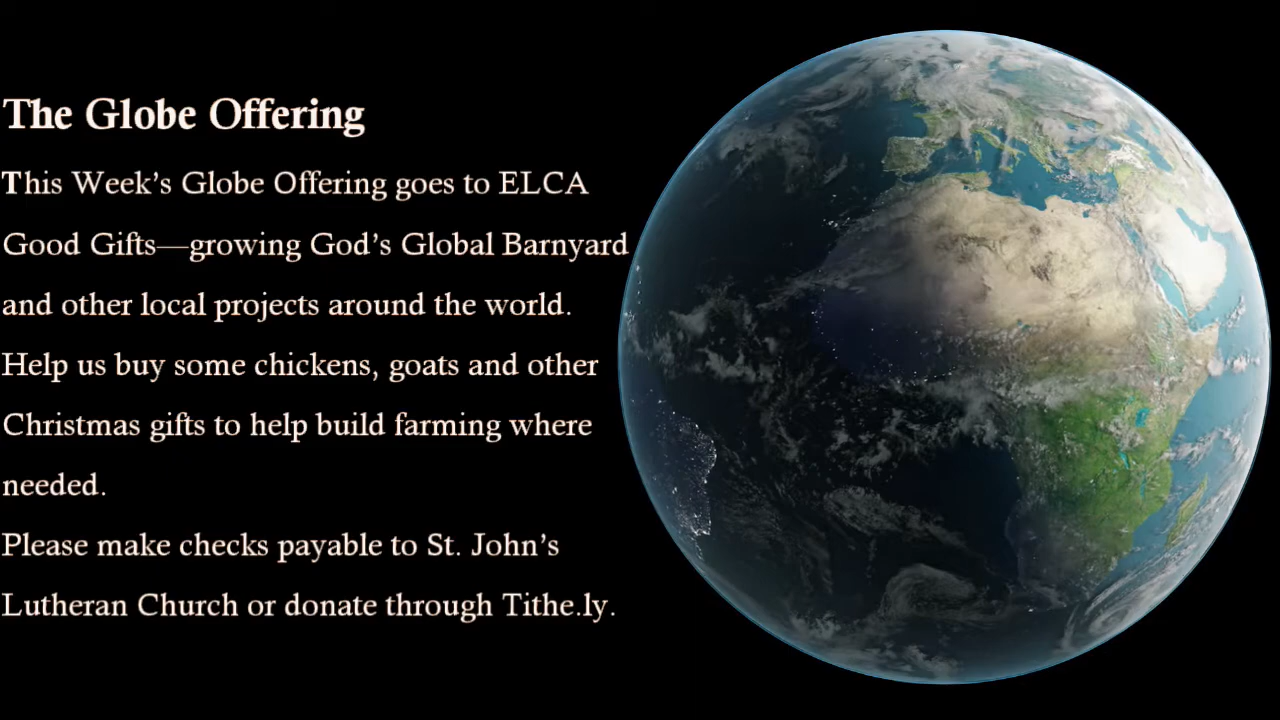 The Globe Offering
This Week’s Globe Offering goes to ELCA
Good Gifts—growing God’s Global Barnyard
and other local projects around the world.
Help us buy some chickens, goats and other
Christmas gifts to help build farming where
needed.
Please make checks payable to St. John’s
Lutheran Church or donate through Tithe.ly.